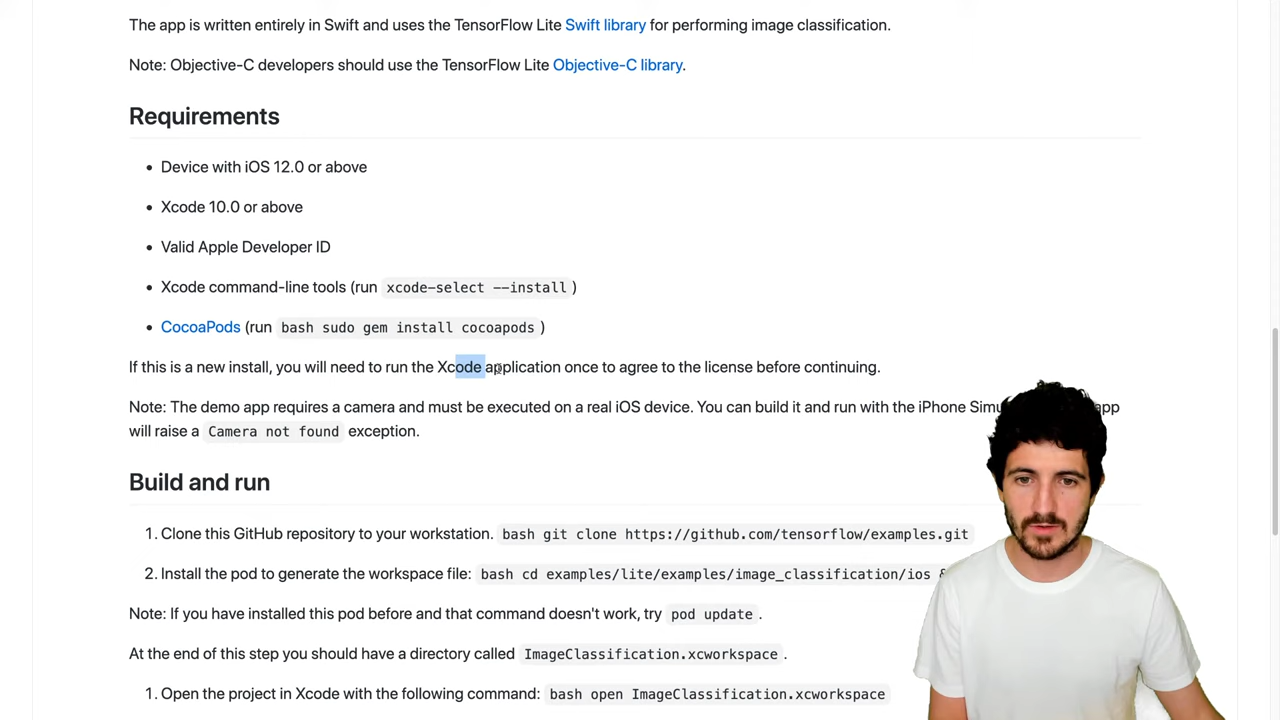 The app is written entirely in Swift and uses the TensorFlow Lite Swift library for performing image classification.
Note: Objective-C developers should use the TensorFlow Lite Objective-C library.
Requirements
• Device with iOS 12.0 or above
• Xcode 10.0 or above
• Valid Apple Developer ID
• Xcode command-line tools (run xcode-select --install )
• CocoaPods (run bash sudo gem install cocoapods )
If this is a new install, you will need to run the Xcode application once to agree to the license before continuing.
Note: The demo app requires a camera and must be executed on a real iOS device. You can build it and run with the iPhone app
will raise a Camera not found exception.
Build and run
1. Clone this GitHub repository to your workstation. bash git clone https://github.com/tensorflow/examples.git
2. Install the pod to generate the workspace file: bash cd examples/lite/examples/image_classification/ios
Note: If you have installed this pod before and that command doesn't work, try pod update .
At the end of this step you should have a directory called ImageClassification.xcworkspace .
1. Open the project in Xcode with the following command: bash open ImageClassification.xcworkspace